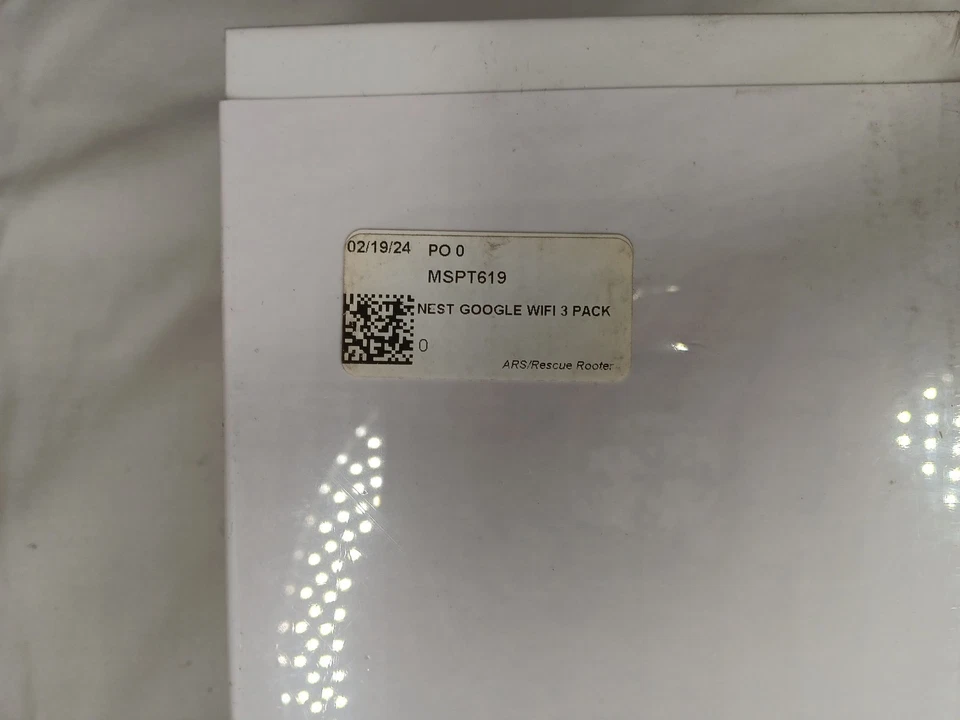 02/19/24 PO 0
MSPT619
NEST GOOGLE WIFI 3 PACK
0
ARS/Rescue Rooter